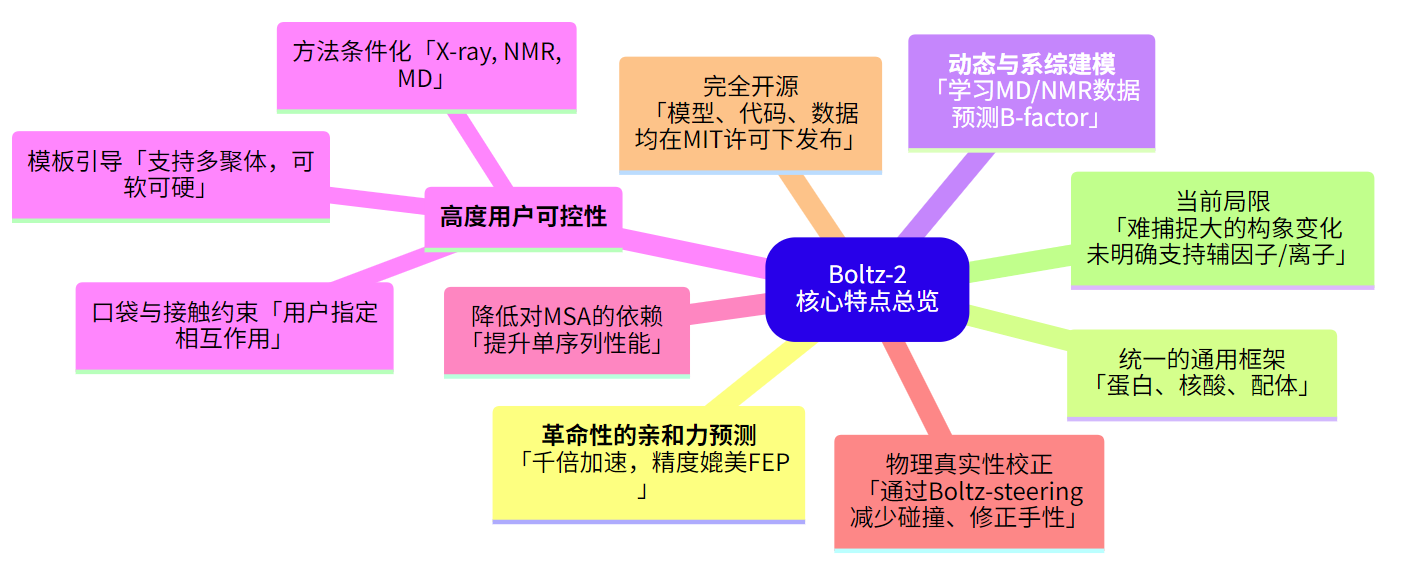 方法条件化「X-ray, NMR,
MD」
模板引导「支持多聚体，可
软可硬」
高度用户可控性
口袋与接触约束「用户指定
相互作用」
完全开源
「模型、代码、数据
均在MIT许可下发布」
动态与系综建模
「学习MD/NMR数据
预测B-factor」
当前局限
「难捕捉大的构象变化
未明确支持辅因子/离子」
Boltz-2
核心特点总览
降低对MSA的依赖
「提升单序列性能」
统一的通用框架
「蛋白、核酸、配体」
革命性的亲和力预测
「千倍加速，精度媲美FEP
」
物理真实性校正
「通过Boltz-steering
减少碰撞、修正手性」